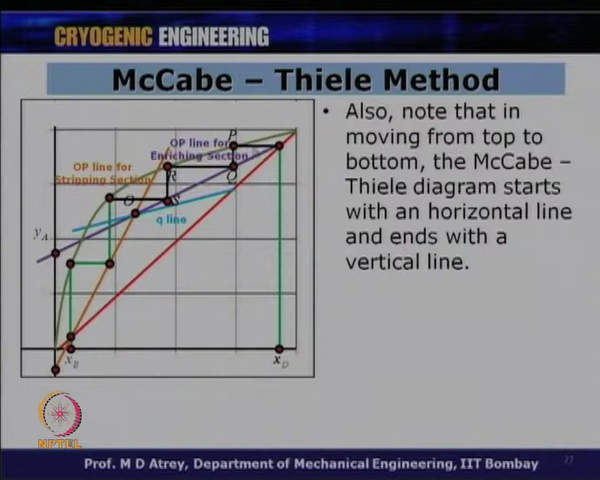 CRYOGENIC ENGINEERING
McCabe – Thiele Method
OP line for
Enriching Section
P
OP line for
Stripping Section
R
Q
O
S
q line
y_A
x_B
x_D
• Also, note that in
moving from top to
bottom, the McCabe –
Thiele diagram starts
with an horizontal line
and ends with a
vertical line.
NPTEL
Prof. M D Atrey, Department of Mechanical Engineering, IIT Bombay
27